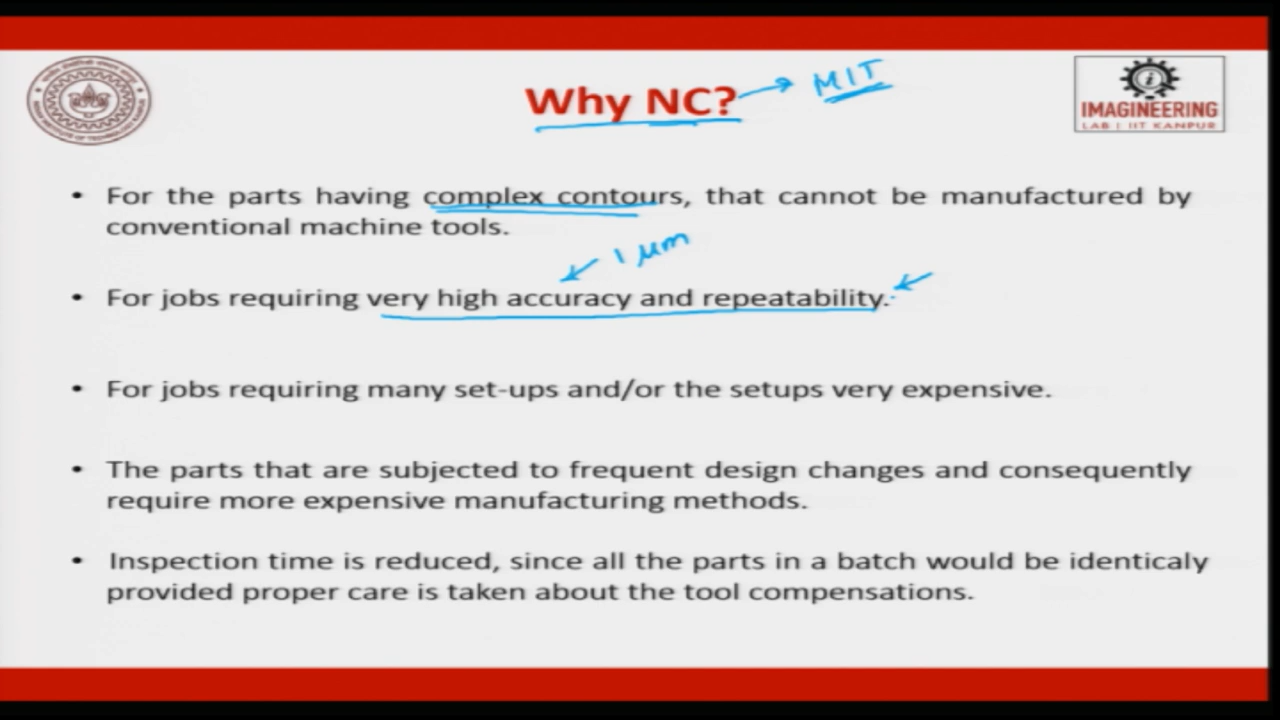 Why NC? → MIT
IMAGINEERING
LAB | IIT KANPUR
• For the parts having complex contours, that cannot be manufactured by
conventional machine tools.
1 μm
• For jobs requiring very high accuracy and repeatability.
• For jobs requiring many set-ups and/or the setups very expensive.
• The parts that are subjected to frequent design changes and consequently
require more expensive manufacturing methods.
• Inspection time is reduced, since all the parts in a batch would be identicaly
provided proper care is taken about the tool compensations.